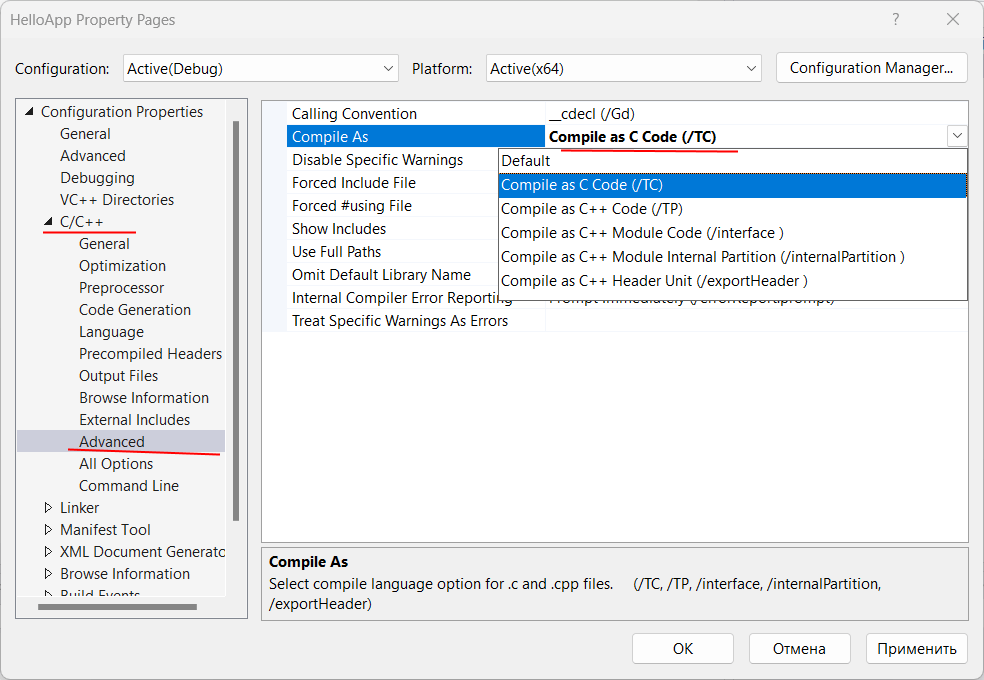 HelloApp Property Pages
?
Configuration: Active(Debug) Platform: Active(x64) Configuration Manager...
Configuration Properties
General
Advanced
Debugging
VC++ Directories
C/C++
General
Optimization
Preprocessor
Code Generation
Language
Precompiled Headers
Output Files
Browse Information
External Includes
Advanced
All Options
Command Line
Linker
Manifest Tool
XML Document Generato
Browse Information
Build Events
Calling Convention __cdecl (/Gd)
Compile As Compile as C Code (/TC)
Disable Specific Warnings
Forced Include File
Forced #using File
Show Includes
Use Full Paths
Omit Default Library Name
Internal Compiler Error Reporting Prompt immediately (/errorReport:prompt)
Treat Specific Warnings As Errors
Default
Compile as C Code (/TC)
Compile as C++ Code (/TP)
Compile as C++ Module Code (/interface )
Compile as C++ Module Internal Partition (/internalPartition )
Compile as C++ Header Unit (/exportHeader )
Compile As
Select compile language option for .c and .cpp files. (/TC, /TP, /interface, /internalPartition,
/exportHeader)
OK Отмена Применить